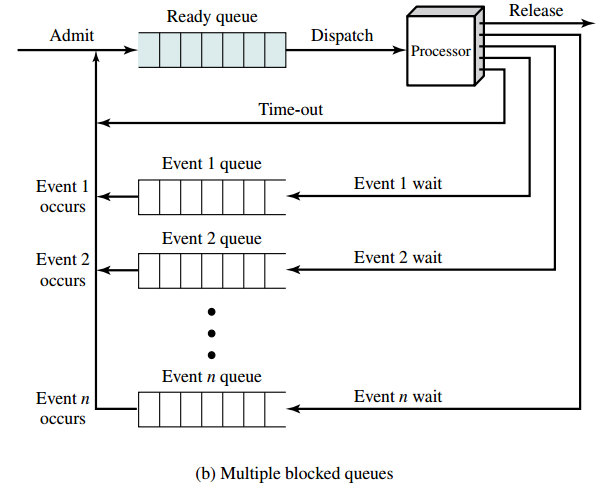 Release
Ready queue
Admit
Dispatch
Processor
Time-out
Event 1 queue
Event 1
occurs
Event 1 wait
Event 2 queue
Event 2
occurs
Event 2 wait
Event n queue
Event n
occurs
Event n wait
(b) Multiple blocked queues